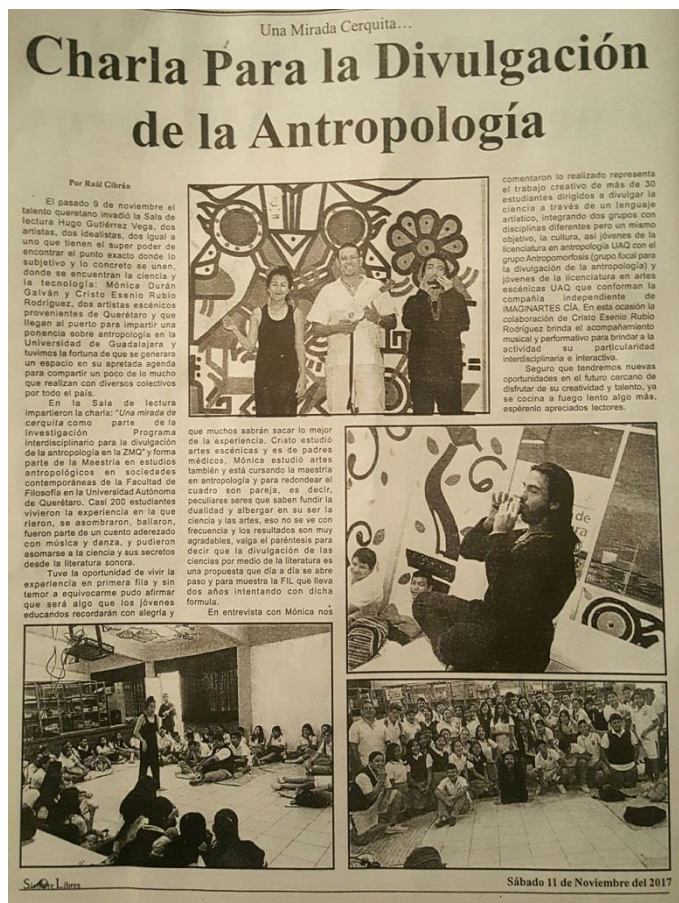 Una Mirada Cerquita...
Charla Para la Divulgación
de la Antropología
Por Raúl Gibrán
El pasado 9 de noviembre el
talento queretano invadió la Sala de
lectura Hugo Gutiérrez Vega, dos
artistas, dos idealistas, dos igual a
uno que tienen el super poder de
encontrar el punto exacto donde lo
subjetivo y lo concreto se unen,
donde se encuentran la ciencia y
la tecnología: Mónica Durán
Galván y Cristo Esenio Rubio
Rodríguez, dos artistas escénicos
provenientes de Querétaro y que
llegan al puerto para impartir una
ponencia sobre antropología en la
Universidad de Guadalajara y
tuvimos la fortuna de que se generara
un espacio en su apretada agenda
para compartir un poco de lo mucho
que realizan con diversos colectivos
por todo el país.
En la Sala de lectura
impartieron la charla: "Una mirada de
cerquita como parte de la
Investigación Programa
interdisciplinario para la divulgación
de la antropología en la ZMQ" y forma
parte de la Maestría en estudios
antropológicos en sociedades
contemporáneas de la Facultad de
Filosofía en la Universidad Autónoma
de Querétaro. Casi 200 estudiantes
vivieron la experiencia en la que
rieron, se asombraron, bailaron,
fueron parte de un cuento aderezado
con música y danza, y pudieron
asomarse a la ciencia y sus secretos
desde la literatura sonora.
Tuve la oportunidad de vivir la
experiencia en primera fila y sin
temor a equivocarme pudo afirmar
que será algo que los jóvenes
educandos recordarán con alegría y
que muchos sabrán sacar lo mejor
de la experiencia. Cristo estudió
artes escénicas y es de padres
médicos, Mónica estudió artes
también y está cursando la maestría
en antropología y para redondear el
cuadro son pareja, es decir,
peculiares seres que saben fundir la
dualidad y albergar en su ser la
ciencia y las artes, eso no se ve con
frecuencia y los resultados son muy
agradables, valga el paréntesis para
decir que la divulgación de las
ciencias por medio de la literatura es
una propuesta que día a día se abre
paso y para muestra la FIL que lleva
dos años intentando con dicha
formula.
En entrevista con Mónica nos
comentaron lo realizado representa
el trabajo creativo de más de 30
estudiantes dirigidos a divulgar la
ciencia a través de un lenguaje
artístico, integrando dos grupos con
disciplinas diferentes pero un mismo
objetivo, la cultura, así jóvenes de la
licenciatura en antropología UAQ con el
grupo Antropomorfosis (grupo focal para
la divulgación de la antropología) y
jóvenes de la licenciatura en artes
escénicas UAQ que conforman la
compañía independiente de
IMAGINARTES CÍA. En esta ocasión la
colaboración de Cristo Esenio Rubio
Rodríguez brinda el acompañamiento
musical y performativo para brindar a la
actividad su particularidad
interdisciplinaria e interactiva.
Seguro que tendremos nuevas
oportunidades en el futuro cercano de
disfrutar de su creatividad y talento, ya
se cocina a fuego lento algo más,
espérenlo apreciados lectores.
Libres
Sábado 11 de Noviembre del 2017